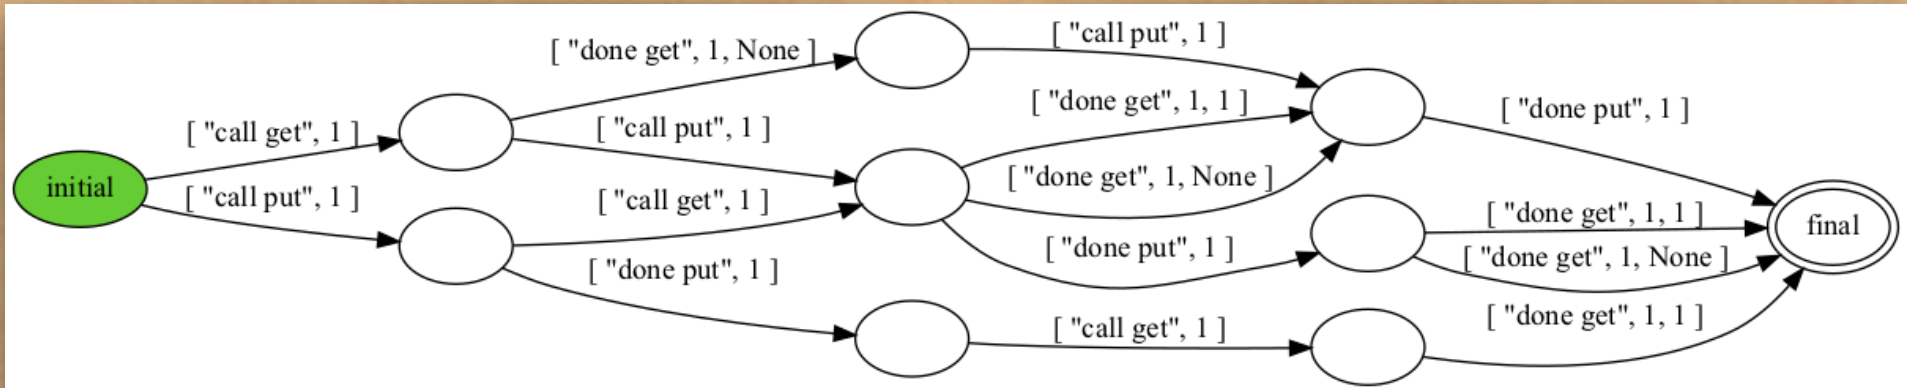 initial
[ "call get", 1 ]
[ "call put", 1 ]
[ "done get", 1, None ]
[ "call put", 1 ]
[ "call get", 1 ]
[ "done put", 1 ]
[ "call put", 1 ]
[ "done get", 1, 1 ]
[ "done get", 1, None ]
[ "done put", 1 ]
[ "call get", 1 ]
[ "done put", 1 ]
[ "done get", 1, 1 ]
[ "done get", 1, None ]
[ "done get", 1, 1 ]
final